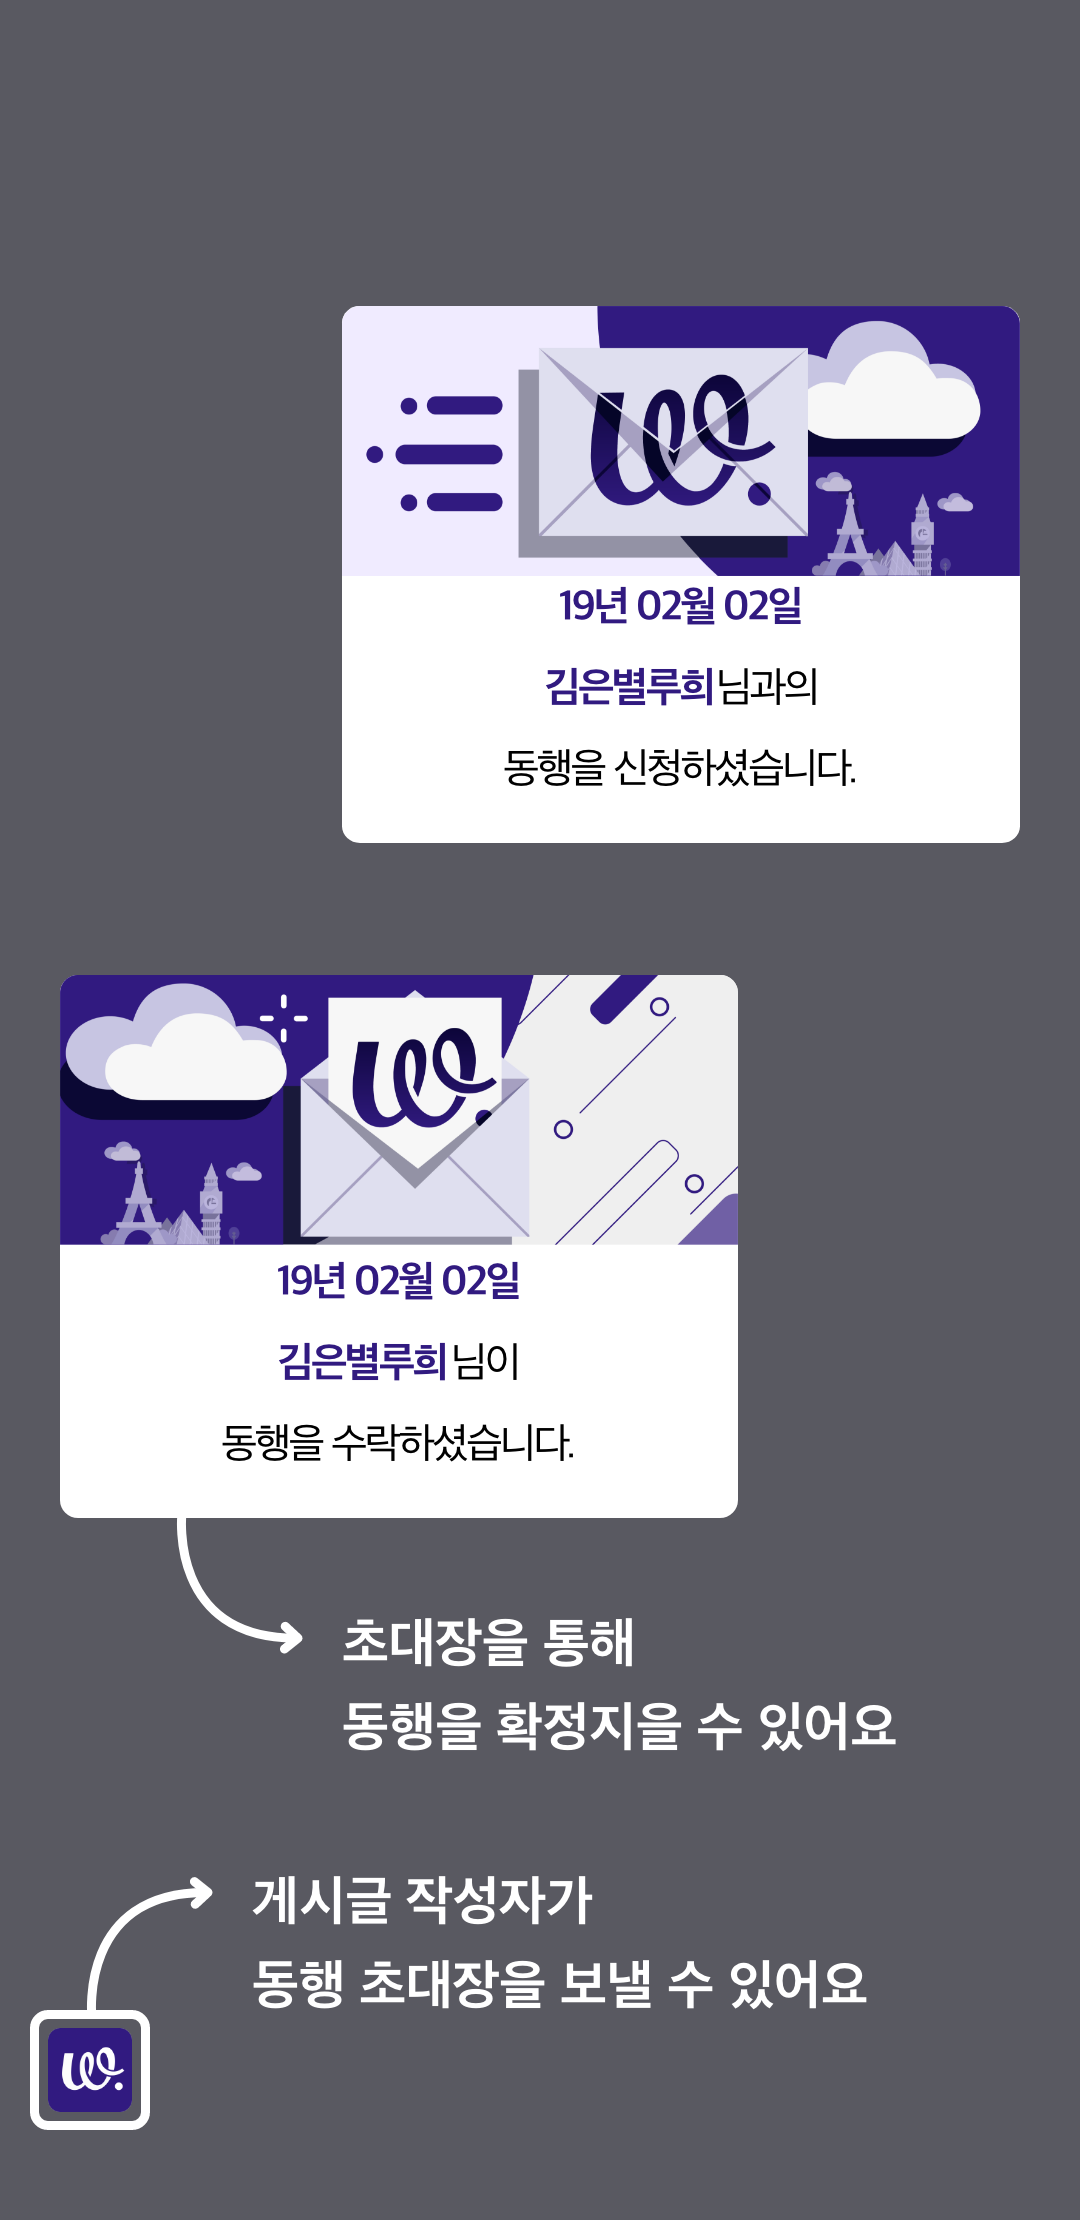 w.
19년 02월 02일
김은별루희님과의
동행을 신청하셨습니다.
w.
19년 02월 02일
김은별루희님이
동행을 수락하셨습니다.
초대장을 통해
동행을 확정지을 수 있어요
게시글 작성자가
동행 초대장을 보낼 수 있어요
w.